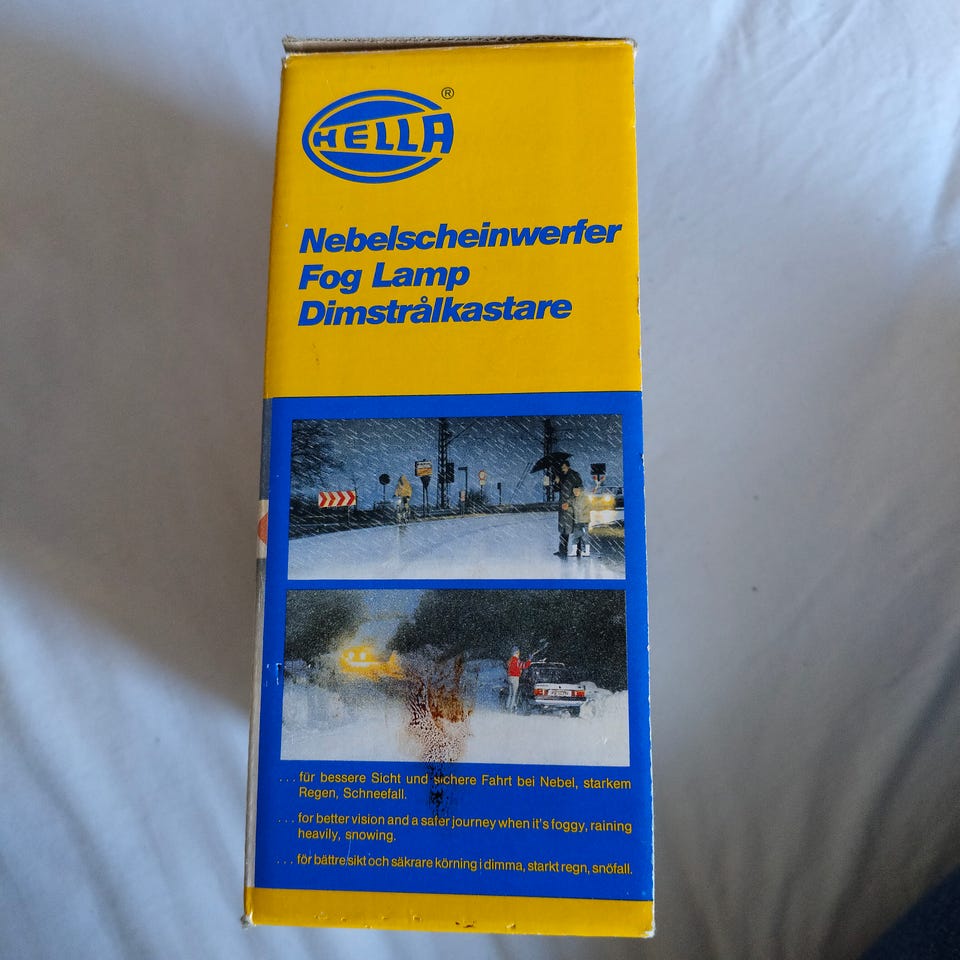 HELLA®
Nebelscheinwerfer
Fog Lamp
Dimstrålkastare
... für bessere Sicht und sichere Fahrt bei Nebel, starkem
Regen, Schneefall.
... for better vision and a safer journey when it's foggy, raining
heavily, snowing.
... för bättre sikt och säkrare körning i dimma, starkt regn, snöfall.